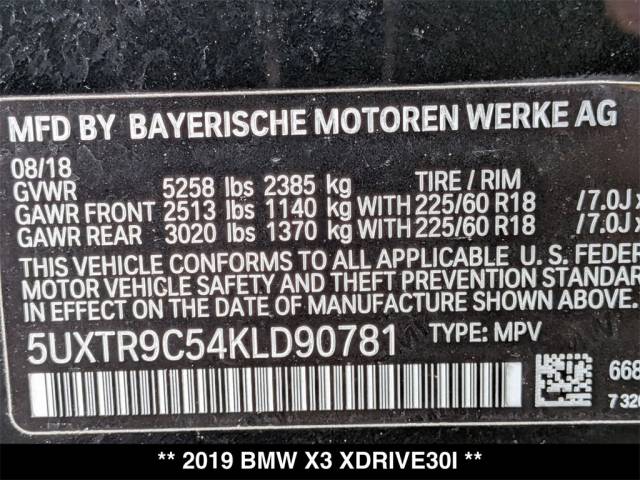 MFD BY BAYERISCHE MOTOREN WERKE AG
08/18
GVWR 5258 lbs 2385 kg TIRE / RIM
GAWR FRONT 2513 lbs 1140 kg WITH 225/60 R18 /7.0J x
GAWR REAR 3020 lbs 1370 kg WITH 225/60 R18 /7.0J x
THIS VEHICLE CONFORMS TO ALL APPLICABLE U. S. FEDER
MOTOR VEHICLE SAFETY AND THEFT PREVENTION STANDAR
IN EFFECT ON THE DATE OF MANUFACTURE SHOWN ABOVE.
5UXTR9C54KLD90781 TYPE: MPV
668
7 320
** 2019 BMW X3 XDRIVE30I **